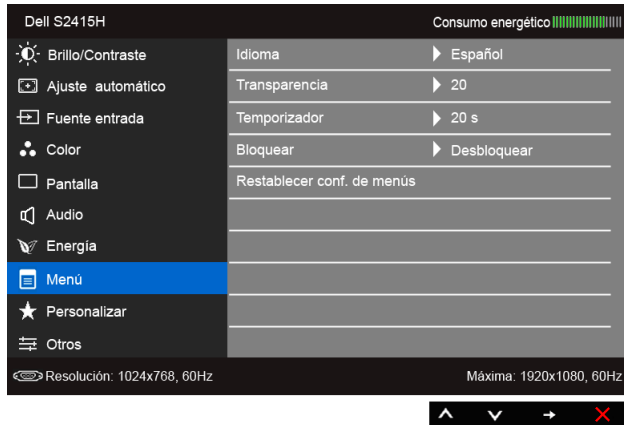 Dell S2415H
Consumo energético
Brillo/Contraste
Ajuste automático
Fuente entrada
Color
Pantalla
Audio
Energía
Menú
Personalizar
Otros
Idioma
Español
Transparencia
20
Temporizador
20 s
Bloquear
Desbloquear
Restablecer conf. de menús
Resolución: 1024x768, 60Hz
Máxima: 1920x1080, 60Hz